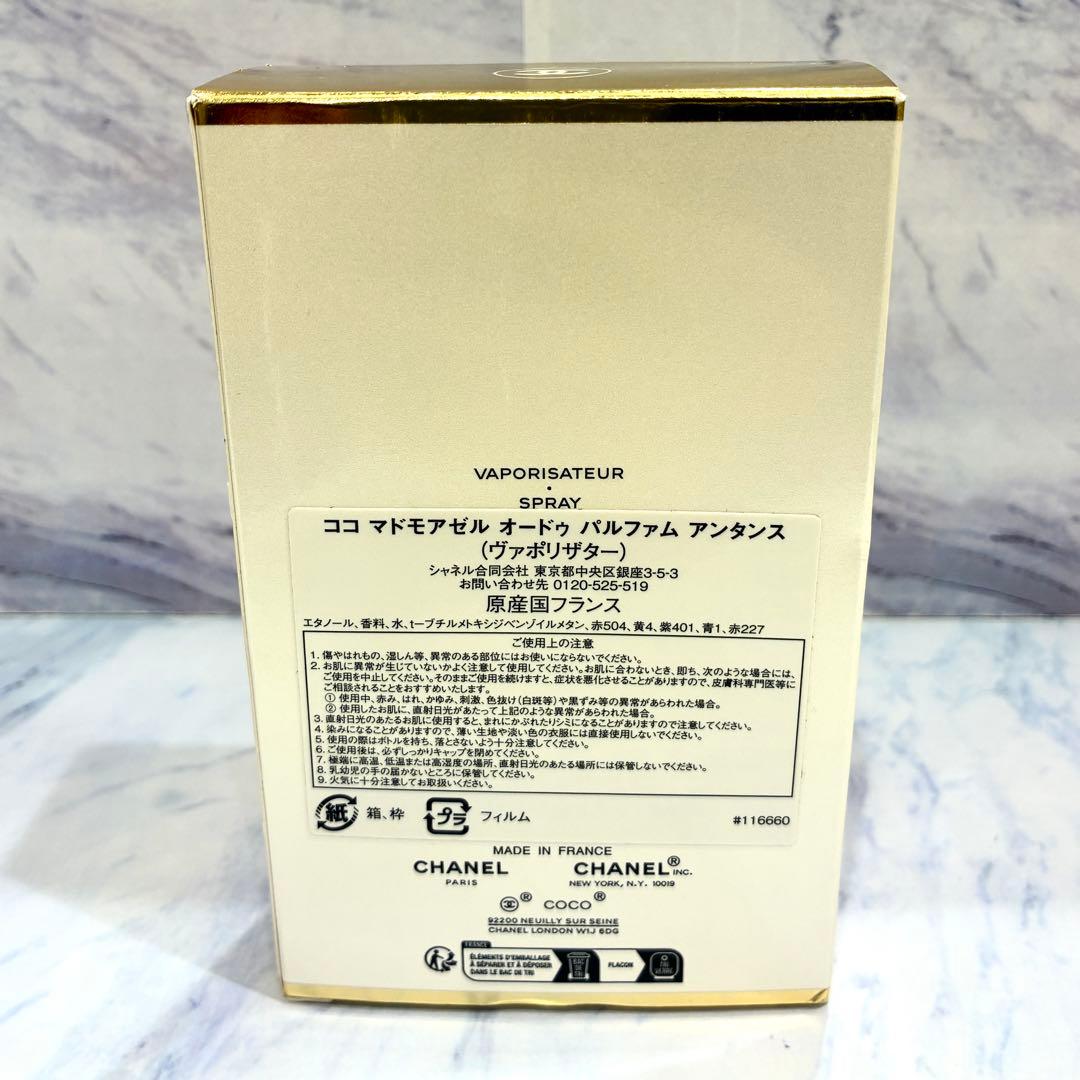 VAPORISATEUR
·
SPRAY
ココ マドモアゼル オードゥ パルファム アンタンス
(ヴァポリザター)
シャネル合同会社 東京都中央区銀座3-5-3
お問い合わせ先 0120-525-519
原産国フランス
エタノール、香料、水、t-ブチルメトキシジベンゾイルメタン、赤504、黄4、紫401、青1、赤227
ご使用上の注意
1. 傷やはれもの、湿しん等、異常のある部位にはお使いにならないでください。
2. お肌に異常が生じていないかよく注意して使用してください。お肌に合わないとき、即ち、次のような場合には、
ご使用を中止してください。そのままご使用を続けますと、症状を悪化させることがありますので、皮膚科専門医等に
ご相談されることをおすすめいたします。
① 使用中、赤み、はれ、かゆみ、刺激、色抜け(白斑等)や黒ずみ等の異常があらわれた場合。
② 使用したお肌に、直射日光があたって上記のような異常があらわれた場合。
3. 直射日光のあたるお肌に使用すると、まれにかぶれたりシミになることがありますので注意してください。
4. 染みになることがありますので、薄い生地や淡い色の衣服には直接使用しないでください。
5. 使用の際はボトルを持ち、落とさないよう十分注意してください。
6. ご使用後は、必ずしっかりキャップを閉めてください。
7. 極端に高温、低温または高湿度の場所、直射日光のあたる場所には保管しないでください。
8. 乳幼児の手の届かないところに保管してください。
9. 火気に十分注意してお取扱いください。
紙 箱、枠 プラ フィルム #116660
MADE IN FRANCE
CHANEL CHANEL® INC.
PARIS NEW YORK, N.Y. 10019
® COCO®
92200 NEUILLY SUR SEINE
CHANEL LONDON W1J 6DG
FRANCE
ÉLÉMENTS D'EMBALLAGE
À SÉPARER ET À DÉPOSER
DANS LE BAC DE TRI
BAC DE TRI
FLACON
TRI VERRE